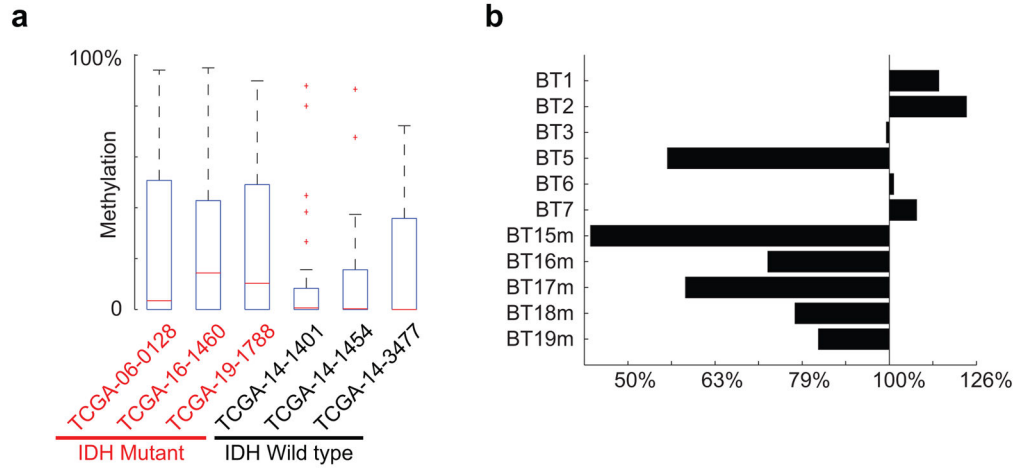 a
100%
Methylation
0
TCGA-06-0128
TCGA-16-1460
TCGA-19-1788
TCGA-14-1401
TCGA-14-1454
TCGA-14-3477
IDH Mutant
IDH Wild type
b
BT1
BT2
BT3
BT5
BT6
BT7
BT15m
BT16m
BT17m
BT18m
BT19m
50% 63% 79% 100% 126%